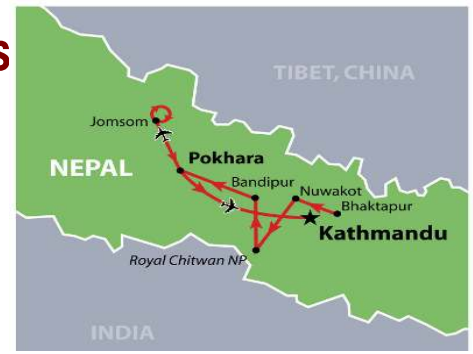 S
TIBET, CHINA
Jomsom
NEPAL
Pokhara
Bandipur
Nuwakot
Bhaktapur
Kathmandu
Royal Chitwan NP
INDIA